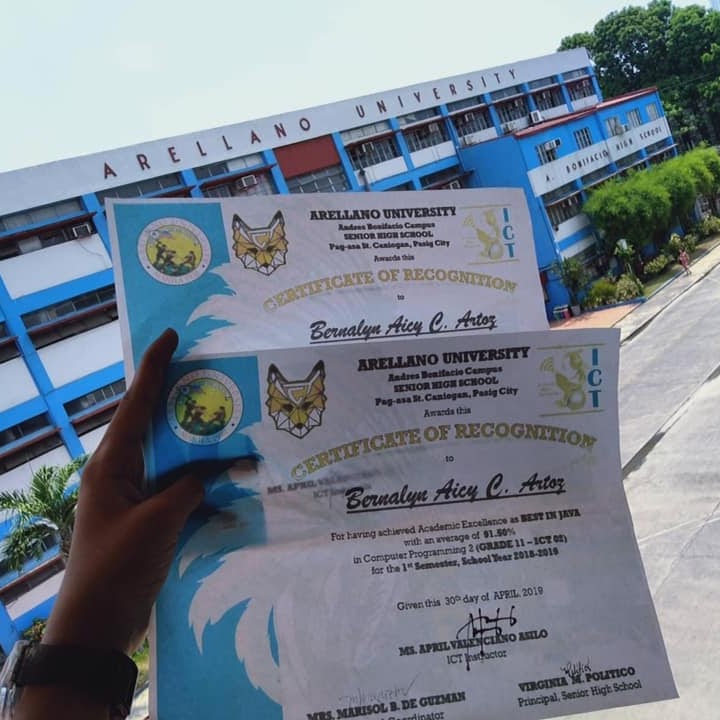 ARELLANO UNIVERSITY
A. BONIFACIO HIGH SCHOOL
ARELLANO UNIVERSITY
Andres Bonifacio Campus
SENIOR HIGH SCHOOL
Pag-asa St. Caniogan, Pasig City
Awards this
CERTIFICATE OF RECOGNITION
to
Bernalyn Aicy C. Artoz
ICT
ARELLANO UNIVERSITY
Andres Bonifacio Campus
SENIOR HIGH SCHOOL
Pag-asa St. Caniogan, Pasig City
Awards this
CERTIFICATE OF RECOGNITION
to
Bernalyn Aicy C. Artoz
ICT
MS. APRIL
ICT
For having achieved Academic Excellence as BEST IN JAVA
with an average of 91.50%
in Computer Programming 2 (GRADE 11 – ICT 02)
for the 1st Semester, School Year 2018-2019
Given this 30th day of APRIL, 2019
MS. APRIL VALENCIANO ASILO
ICT Instructor
MRS. MARISOL B. DE GUZMAN
Coordinator
VIRGINIA M. POLITICO
Principal, Senior High School